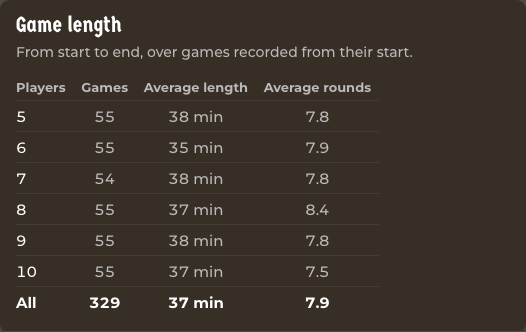 Game length
From start to end, over games recorded from their start.
Players Games Average length Average rounds
5 55 38 min 7.8
6 55 35 min 7.9
7 54 38 min 7.8
8 55 37 min 8.4
9 55 38 min 7.8
10 55 37 min 7.5
All 329 37 min 7.9